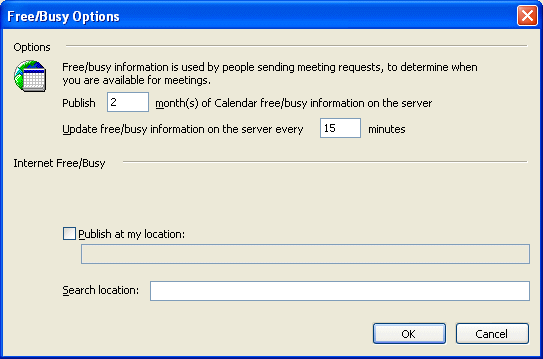 Free/Busy Options
Options
Free/busy information is used by people sending meeting requests, to determine when
you are available for meetings.
Publish 2 month(s) of Calendar free/busy information on the server
Update free/busy information on the server every 15 minutes
Internet Free/Busy
Publish at my location:
Search location:
OK Cancel